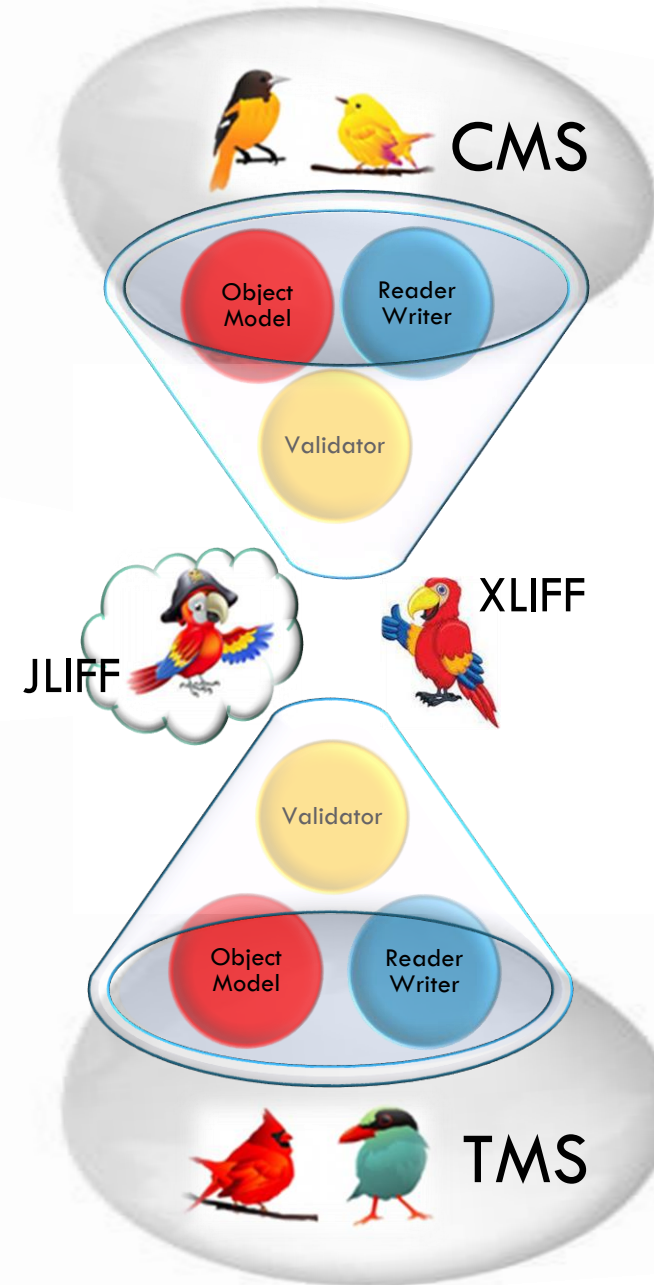 CMS
Object
Model
Reader
Writer
Validator
XLIFF
JLIFF
Validator
Object
Model
Reader
Writer
TMS